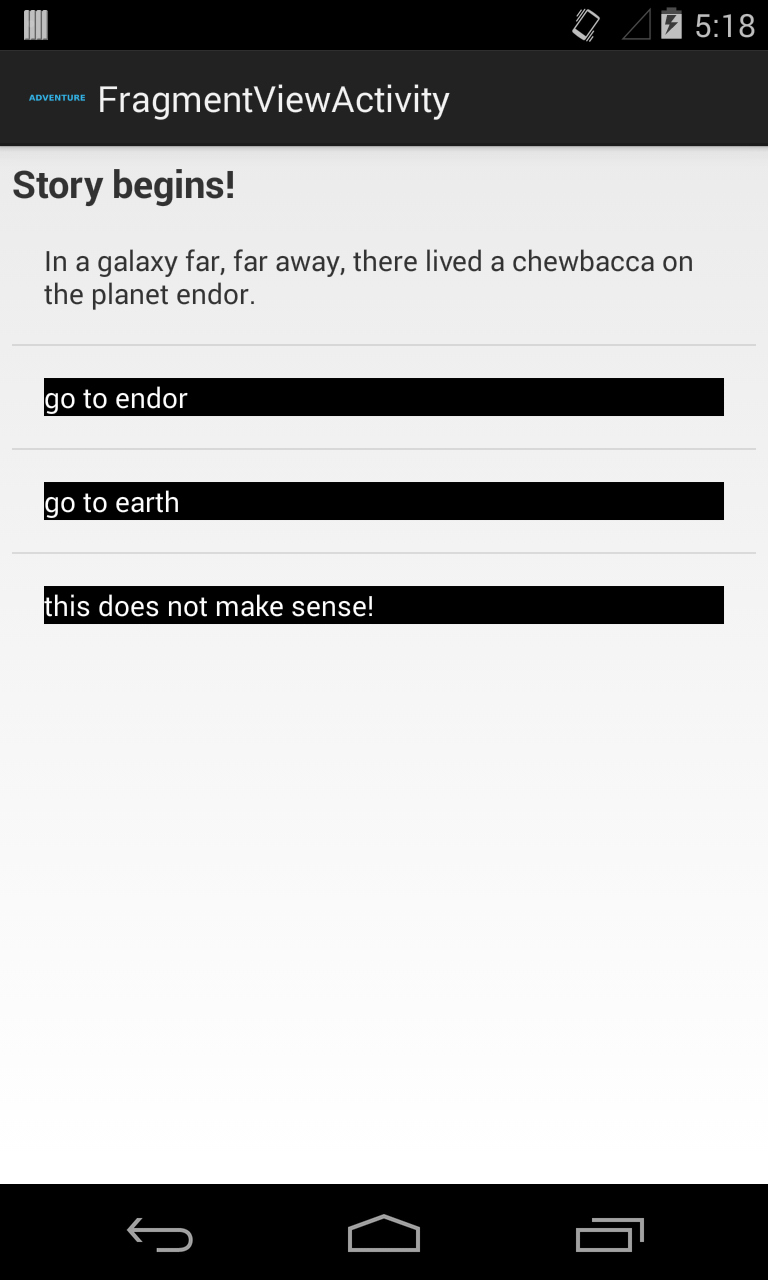 5:18
ADVENTURE FragmentViewActivity
Story begins!
In a galaxy far, far away, there lived a chewbacca on
the planet endor.
go to endor
go to earth
this does not make sense!